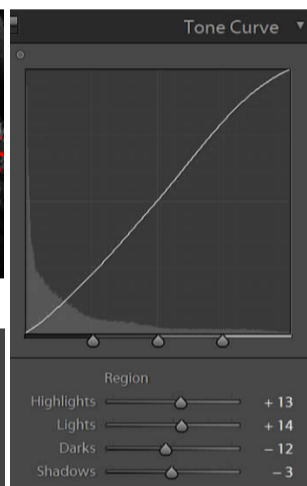 Tone Curve
Region
Highlights + 13
Lights + 14
Darks − 12
Shadows − 3